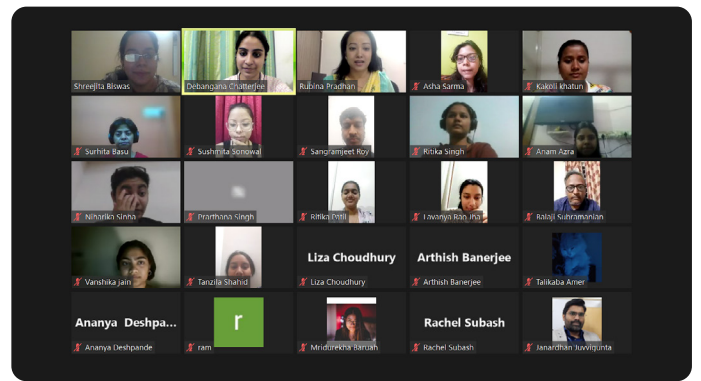 Shreejita Biswas
Debangana Chatterjee
Rubina Pradhan
Asha Sarma
Kakoli khatun
Surhita Basu
Sushmita Sonowal
Sangramjeet Roy
Ritika Singh
Anam Azra
Niharika Sinha
Prarthana Singh
Ritika Patil
Lavanya Rao Jha
Balaji Subramanian
Vanshika jain
Tanzila Shahid
Liza Choudhury
Liza Choudhury
Arthish Banerjee
Arthish Banerjee
Talikaba Amer
Ananya Deshpa...
Ananya Deshpande
r
ram
Mridurekha Baruah
Rachel Subash
Rachel Subash
Janardhan Juvvigunta